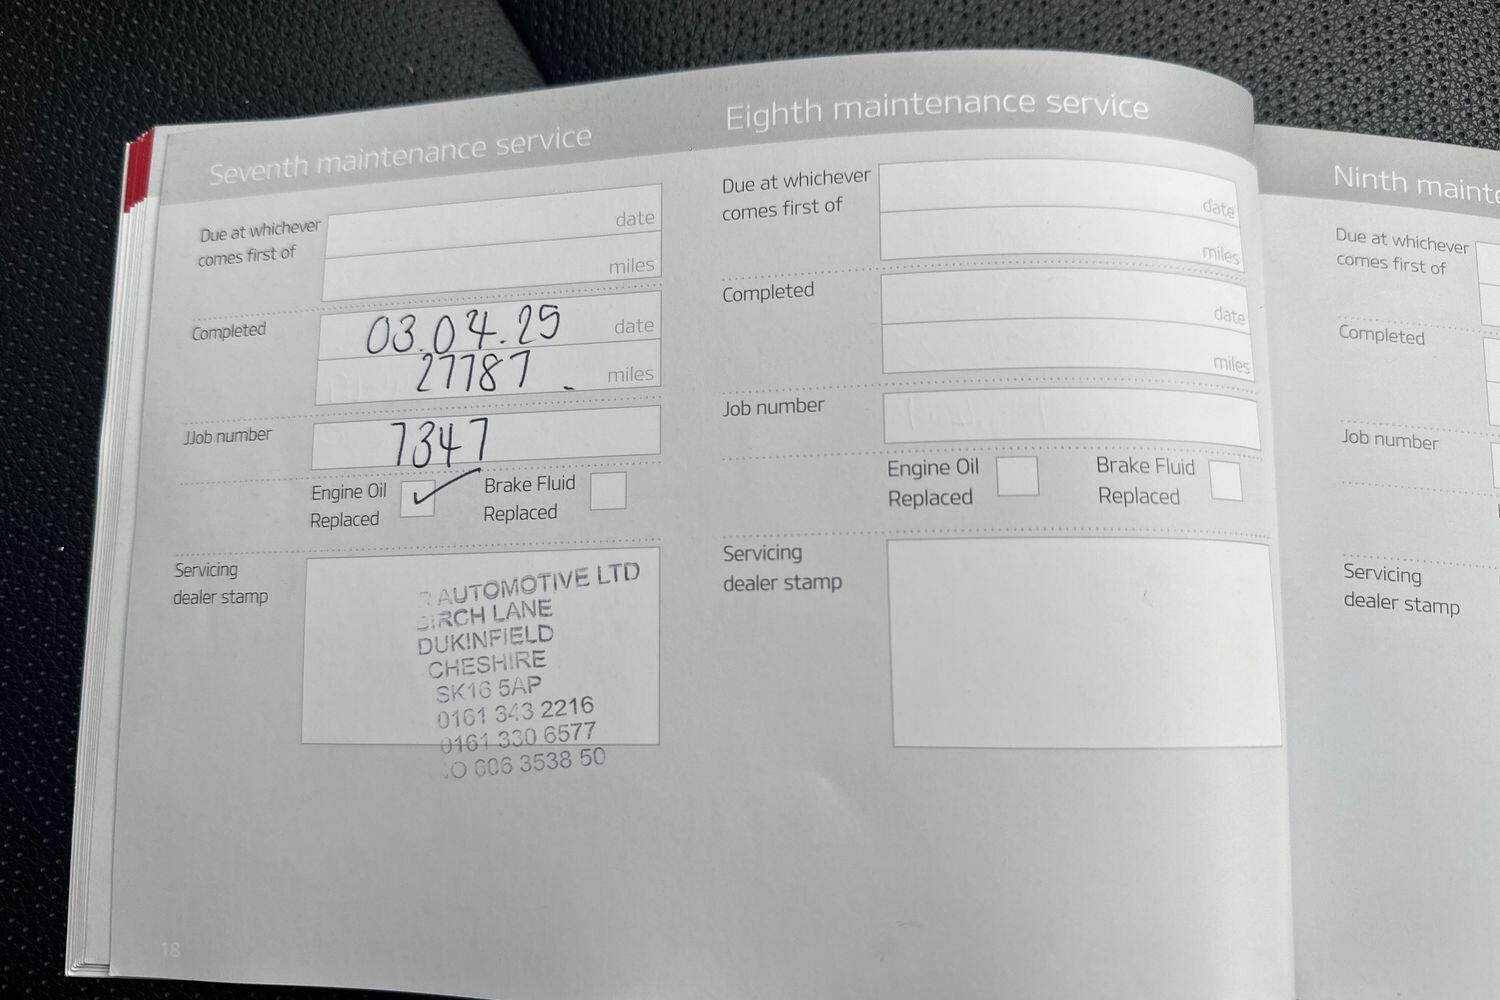 Seventh maintenance service
Due at whichever
comes first of
date
miles
Completed
03.04.25 date
27787 miles
JJob number
7347
Engine Oil
Replaced
Brake Fluid
Replaced
Servicing
dealer stamp
AUTOMOTIVE LTD
BIRCH LANE
DUKINFIELD
CHESHIRE
SK16 5AP
0161 343 2216
0161 330 6577
606 3538 50
18
Eighth maintenance service
Due at whichever
comes first of
date
miles
Completed
date
miles
Job number
Engine Oil
Replaced
Brake Fluid
Replaced
Servicing
dealer stamp
Ninth mainte
Due at whichever
comes first of
Completed
Job number
Servicing
dealer stamp